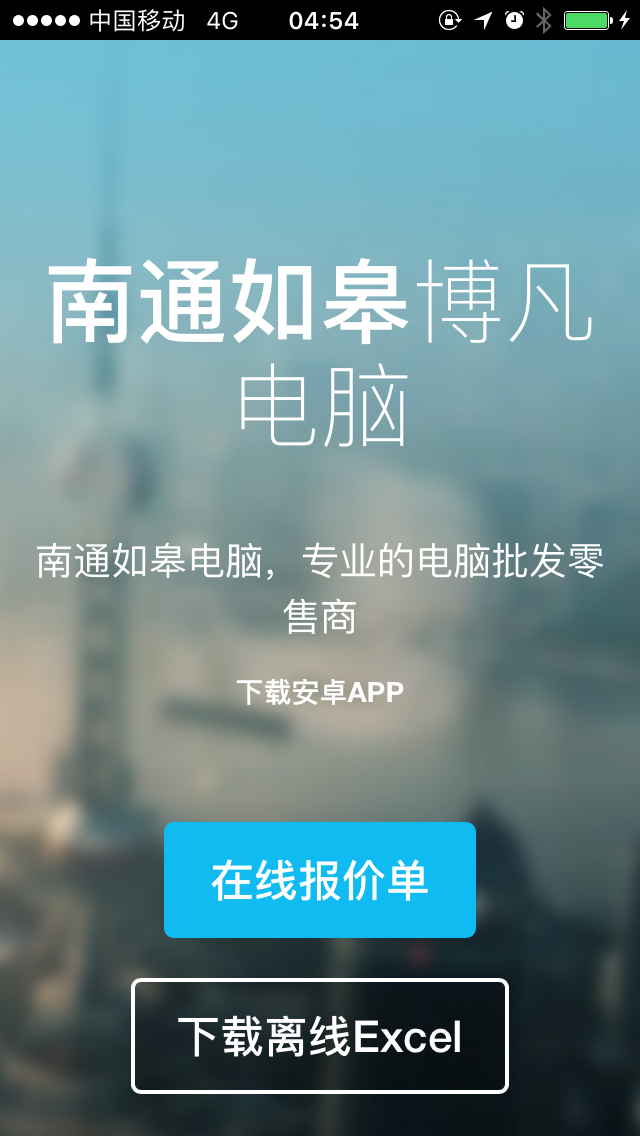 中国移动 4G 04:54
南通如皋博凡
电脑
南通如皋电脑，专业的电脑批发零
售商
下载安卓APP
在线报价单
下载离线Excel